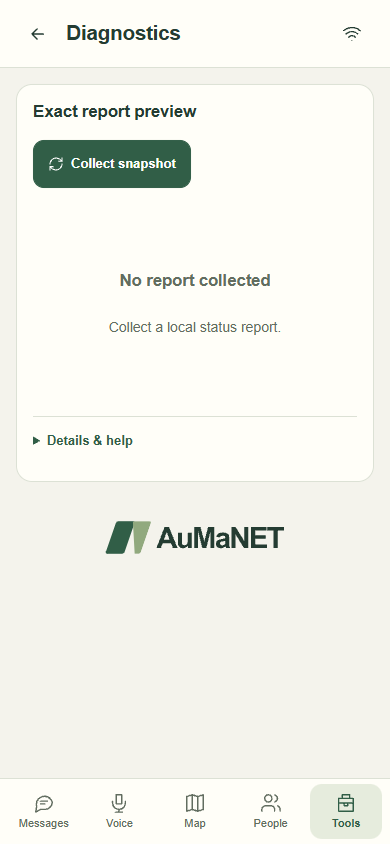 Diagnostics
Exact report preview
Collect snapshot
No report collected
Collect a local status report.
Details & help
AuMaNET
Messages
Voice
Map
People
Tools